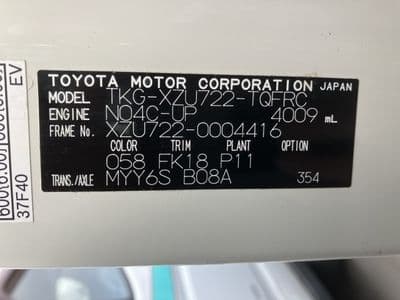 TOYOTA MOTOR CORPORATION JAPAN
MODEL TKG-XZU722-TQFRC
ENGINE N04C-UP 4009 mL
FRAME No. XZU722-0004416
COLOR TRIM PLANT OPTION
058 FK18 P11
TRANS./AXLE MYY6S B08A 354
EV
37F40